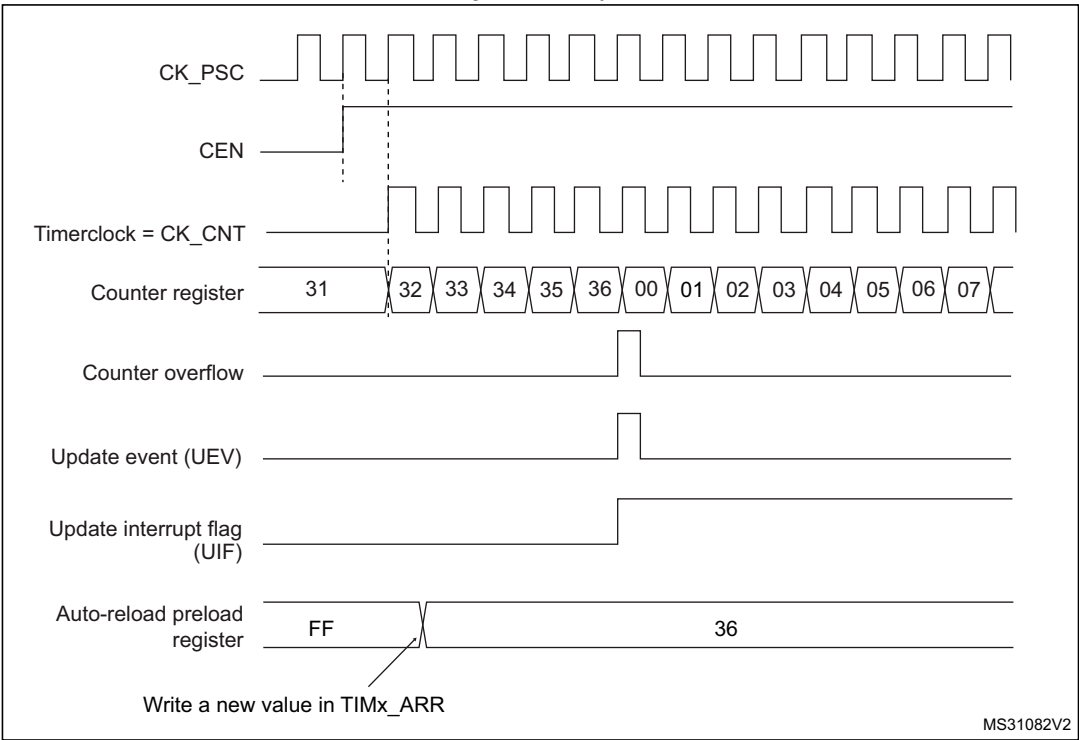 CK_PSC
CEN
Timerclock = CK_CNT
Counter register
31 32 33 34 35 36 00 01 02 03 04 05 06 07
Counter overflow
Update event (UEV)
Update interrupt flag
(UIF)
Auto-reload preload
register
FF 36
Write a new value in TIMx_ARR
MS31082V2